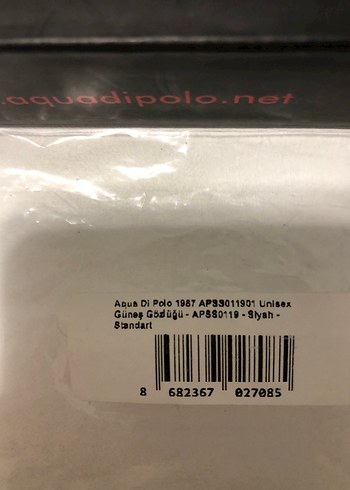 .aquadipolo.net
Aqua Di Polo 1987 APSS011901 Unisex
Güneş Gözlüğü - APSS0119 - Siyah -
Standart
8 682367 027085